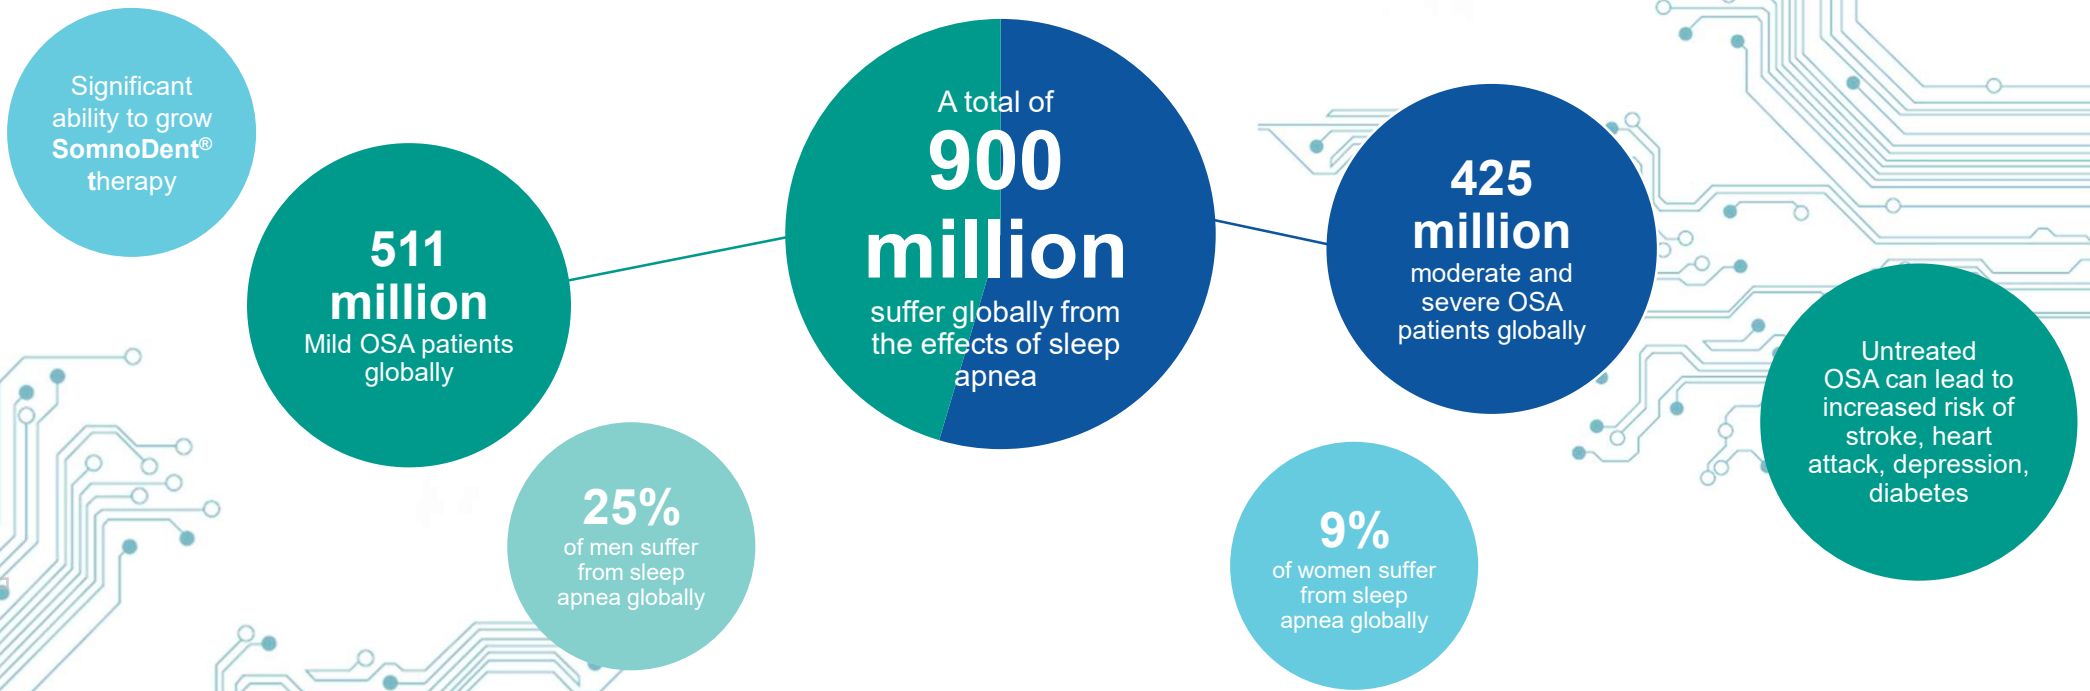 Significant
ability to grow
SomnoDent®
therapy
511
million
Mild OSA patients
globally
A total of
900
million
suffer globally from
the effects of sleep
apnea
425
million
moderate and
severe OSA
patients globally
Untreated
OSA can lead to
increased risk of
stroke, heart
attack, depression,
diabetes
25%
of men suffer
from sleep
apnea globally
9%
of women suffer
from sleep
apnea globally